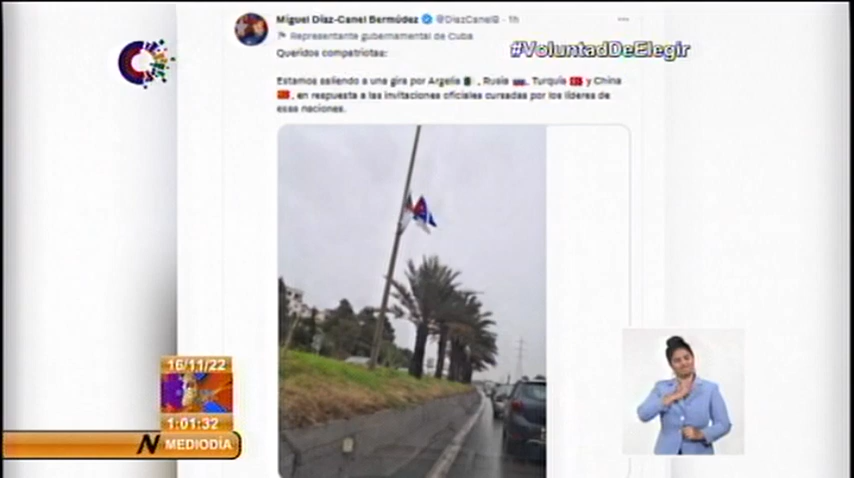 Miguel Díaz-Canel Bermúdez @DiazCanelB · 1h
Representante gubernamental de Cuba
Queridos compatriotas:
#VoluntadDeElegir
Estamos saliendo a una gira por Argelia, Rusia, Turquía y China
, en respuesta a las invitaciones oficiales cursadas por los líderes de
esas naciones.
16/11/22
1:01:32
N MEDIODÍA